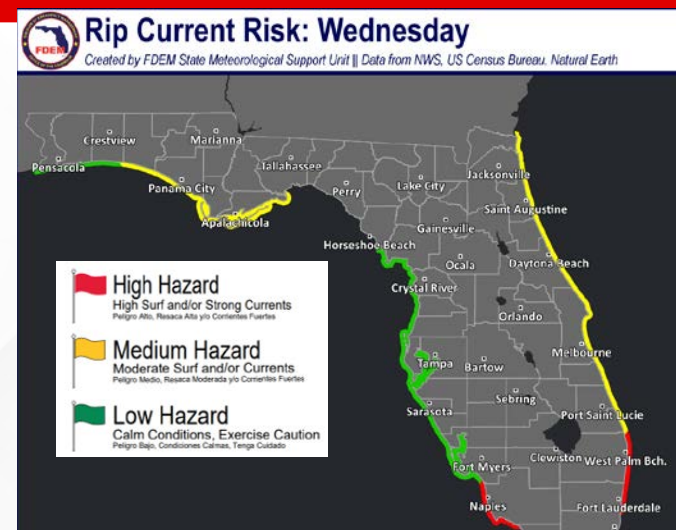 FDEM
Rip Current Risk: Wednesday
Created by FDEM State Meteorological Support Unit || Data from NWS, US Census Bureau. Natural Earth
Crestview
Marianna
Pensacola
Tallahassee
Jacksonville
Panama City
Perry
Lake City
Saint Augustine
Apalachicola
Gainesville
Horseshoe Beach
Ocala
Daytona Beach
Crystal River
Orlando
Tampa
Bartow
Melbourne
Sarasota
Sebring
Port Saint Lucie
Fort Myers
Clewiston
West Palm Bch.
Naples
Fort Lauderdale
High Hazard
High Surf and/or Strong Currents
Peligro Alto, Resaca Alta y/o Corrientes Fuertes
Medium Hazard
Moderate Surf and/or Currents
Peligro Medio, Resaca Moderada y/o Corrientes Fuertes
Low Hazard
Calm Conditions, Exercise Caution
Peligro Bajo, Condiciones Calmas, Tenga Cuidado